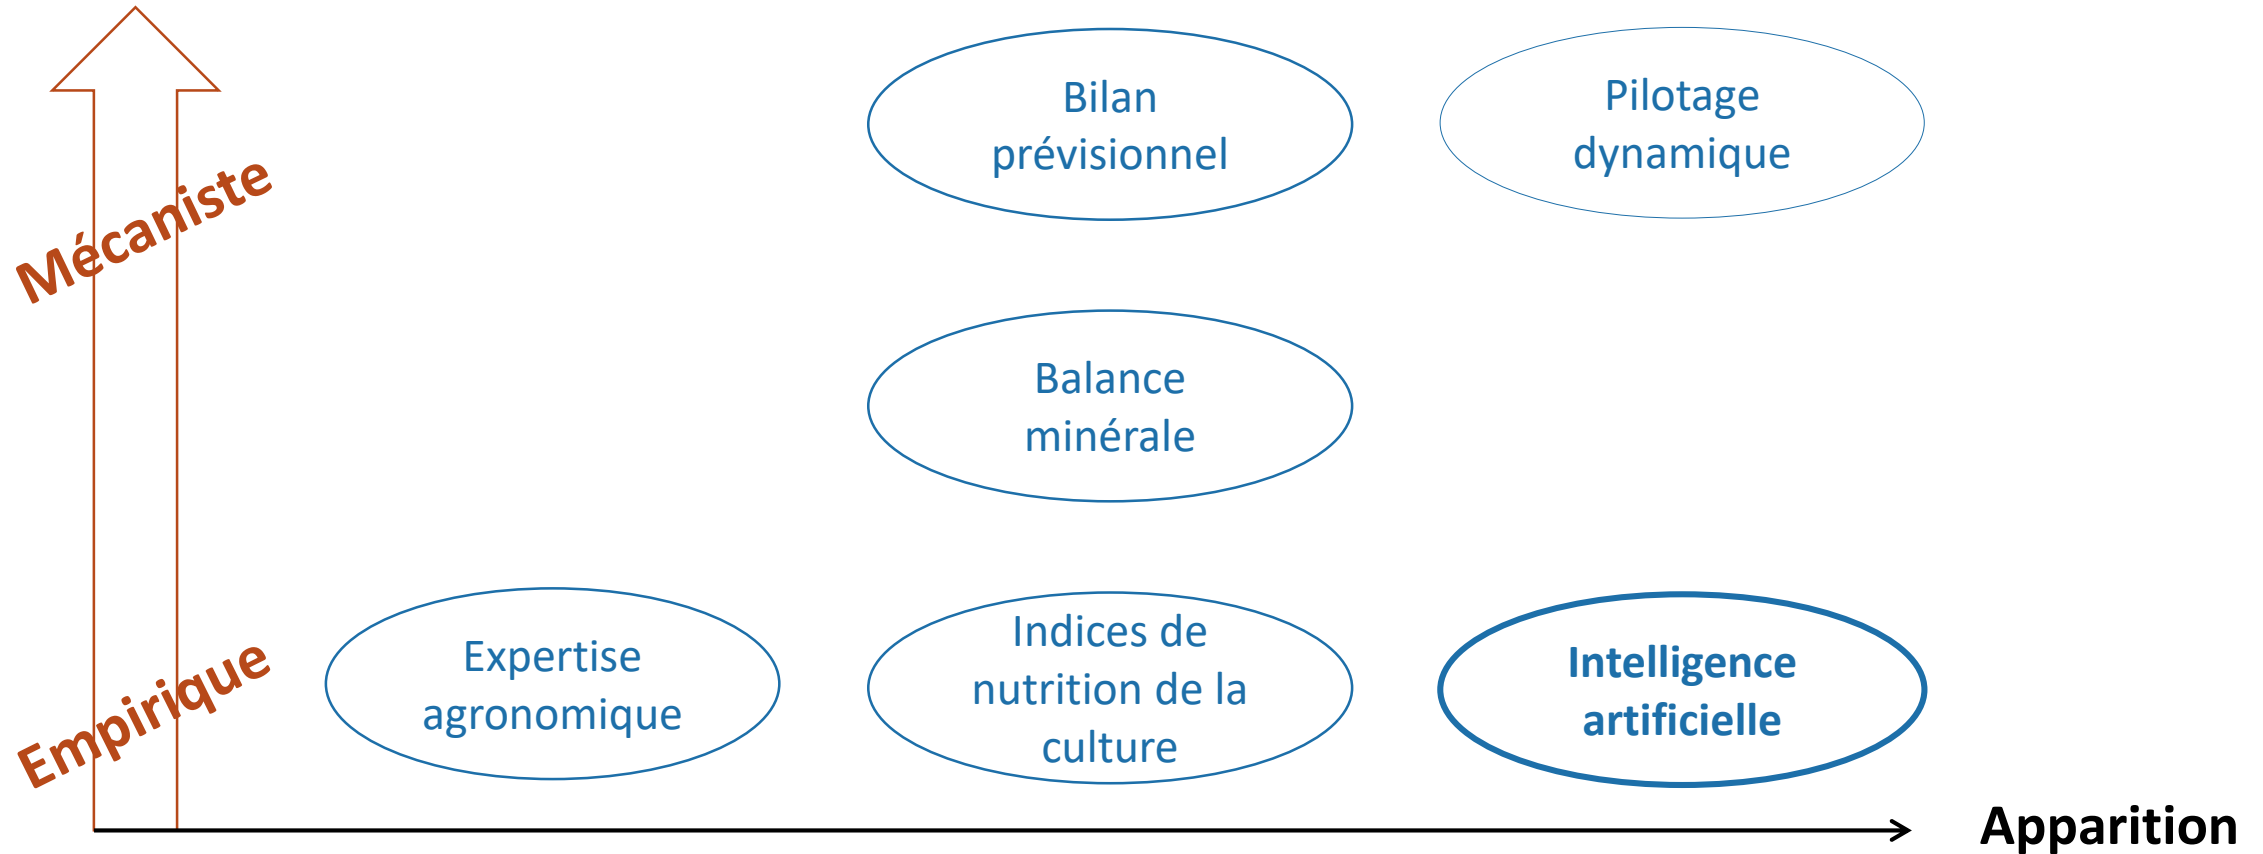 Bilan
prévisionnel
Pilotage
dynamique
Mécaniste
Balance
minérale
Empirique
Expertise
agronomique
Indices de
nutrition de la
culture
Intelligence
artificielle
Apparition